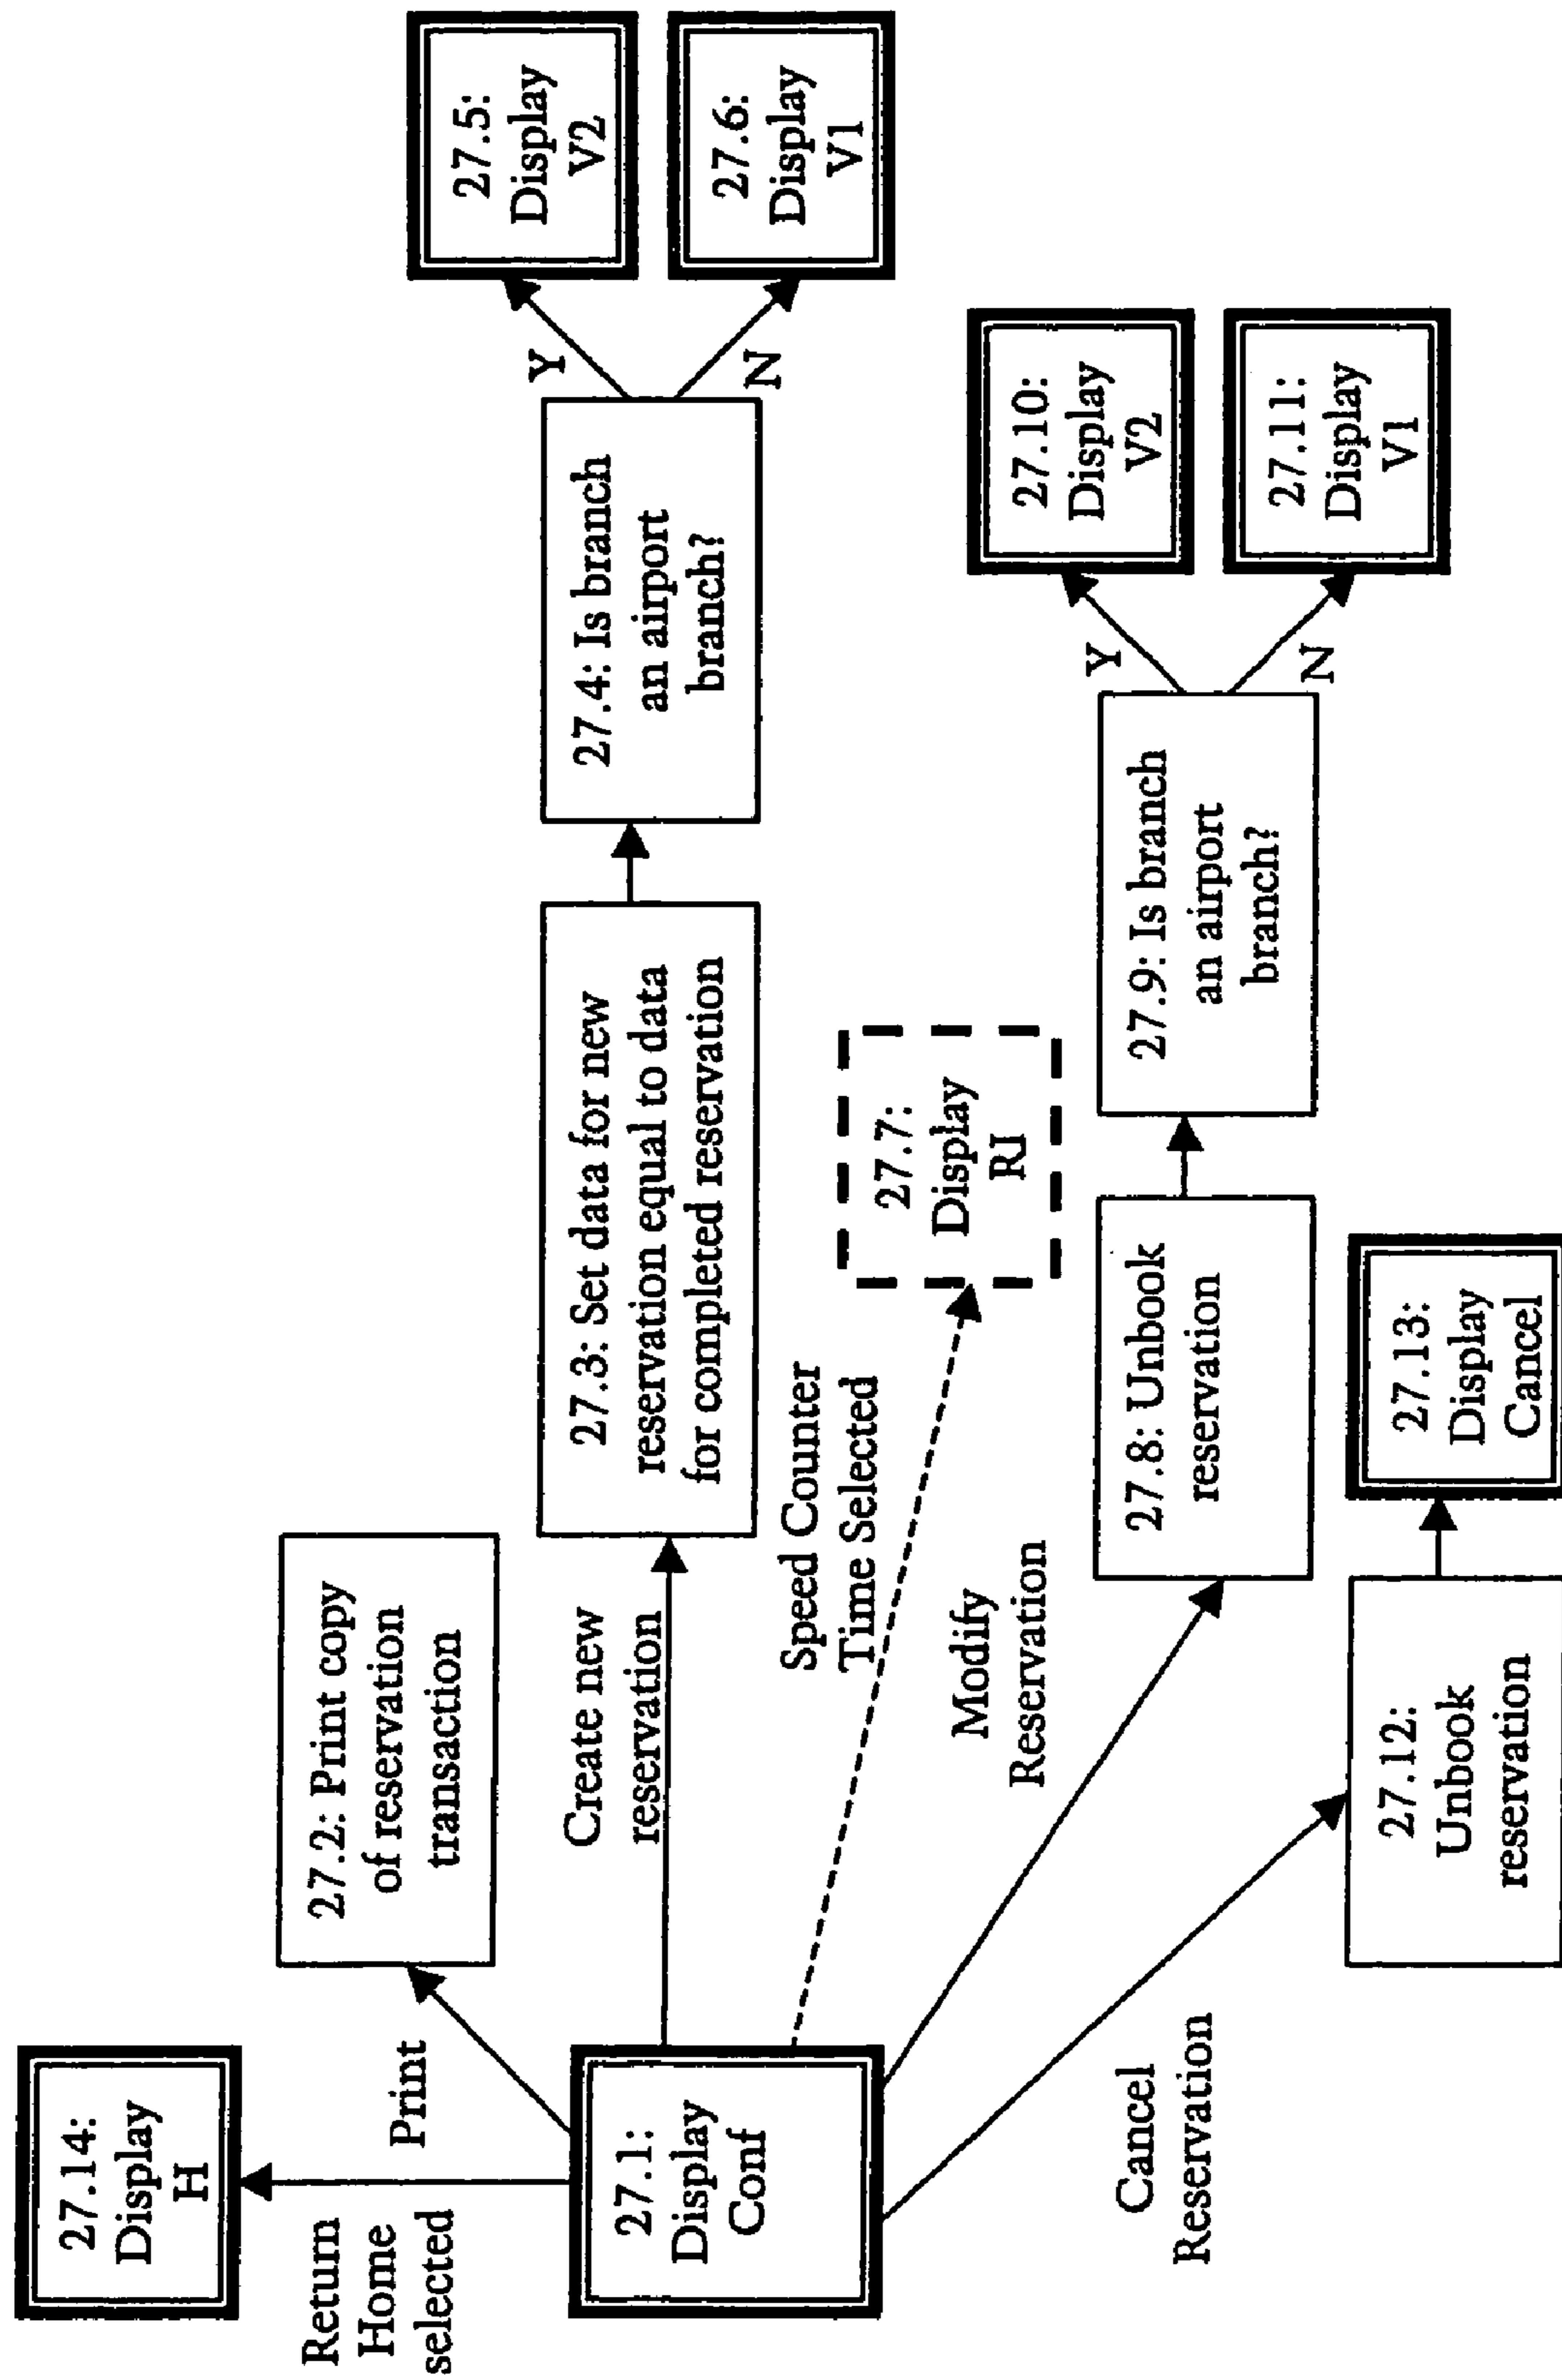 27.14:
Display
H
Return
Home
selected
Print
27.2: Print copy
of reservation
transaction
27.1:
Display
Conf
Create new
reservation
27.3: Set data for new
reservation equal to data
for completed reservation
27.4: Is branch
an airport
branch?
Y
N
27.5:
Display
V2
27.6:
Display
V1
Speed Counter
Time Selected
27.7:
Display
RI
Modify
Reservation
27.8: Unbook
reservation
27.9: Is branch
an airport
branch?
Y
N
27.10:
Display
V2
27.11:
Display
V1
Cancel
Reservation
27.12:
Unbook
reservation
27.13:
Display
Cancel